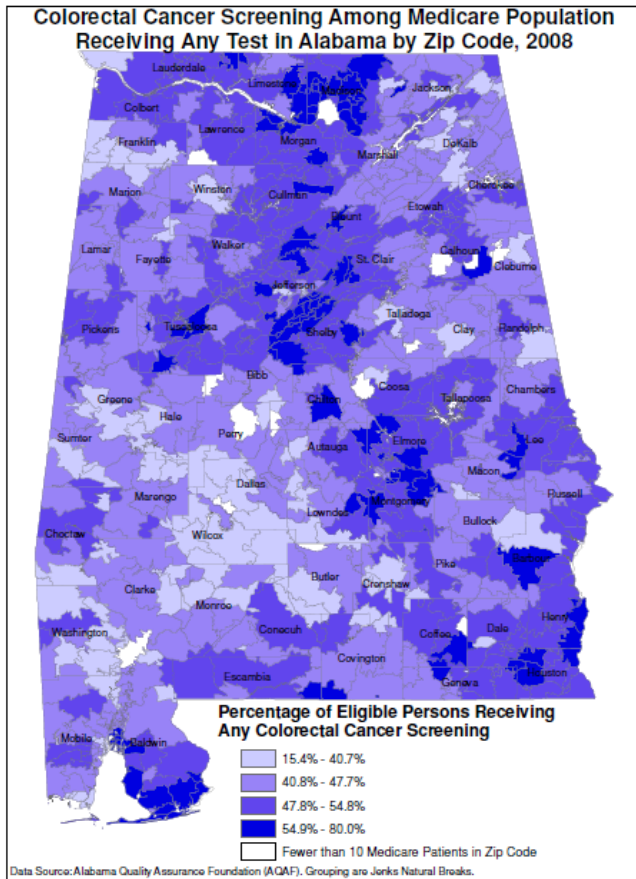 Colorectal Cancer Screening Among Medicare Population
Receiving Any Test in Alabama by Zip Code, 2008
Lauderdale
Limestone
Madison
Jackson
Colbert
Lawrence
Morgan
Franklin
Marshall
DeKalb
Marion
Winston
Cullman
Cherokee
Blount
Etowah
Lamar
Fayette
Walker
St. Clair
Calhoun
Cleburne
Jefferson
Talladega
Pickens
Tuscaloosa
Shelby
Clay
Randolph
Bibb
Coosa
Greene
Hale
Chilton
Tallapoosa
Chambers
Sumter
Perry
Autauga
Elmore
Lee
Macon
Dallas
Marengo
Lowndes
Montgomery
Russell
Choctaw
Wilcox
Bullock
Barbour
Pike
Clarke
Butler
Crenshaw
Monroe
Washington
Conecuh
Coffee
Dale
Henry
Covington
Escambia
Geneva
Houston
Mobile
Baldwin
Percentage of Eligible Persons Receiving
Any Colorectal Cancer Screening
15.4% - 40.7%
40.8% - 47.7%
47.8% - 54.8%
54.9% - 80.0%
Fewer than 10 Medicare Patients in Zip Code
Data Source: Alabama Quality Assurance Foundation (AQAF). Grouping are Jenks Natural Breaks.